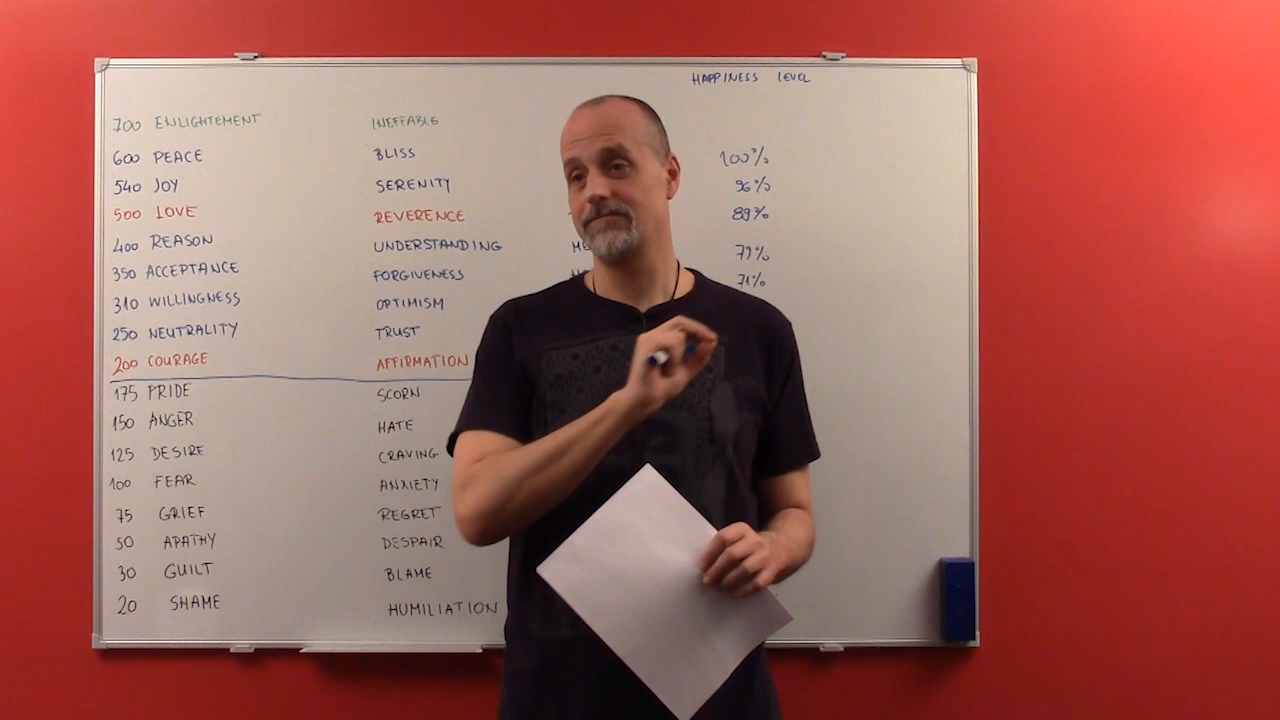 HAPPINESS LEVEL
700 ENLIGHTEMENT INEFFABLE
600 PEACE BLISS 100%
540 JOY SERENITY 96%
500 LOVE REVERENCE 89%
400 REASON UNDERSTANDING ME 79%
350 ACCEPTANCE FORGIVENESS 71%
310 WILLINGNESS OPTIMISM
250 NEUTRALITY TRUST
200 COURAGE AFFIRMATION
175 PRIDE SCORN
150 ANGER HATE
125 DESIRE CRAVING
100 FEAR ANXIETY
75 GRIEF REGRET
50 APATHY DESPAIR
30 GUILT BLAME
20 SHAME HUMILIATION